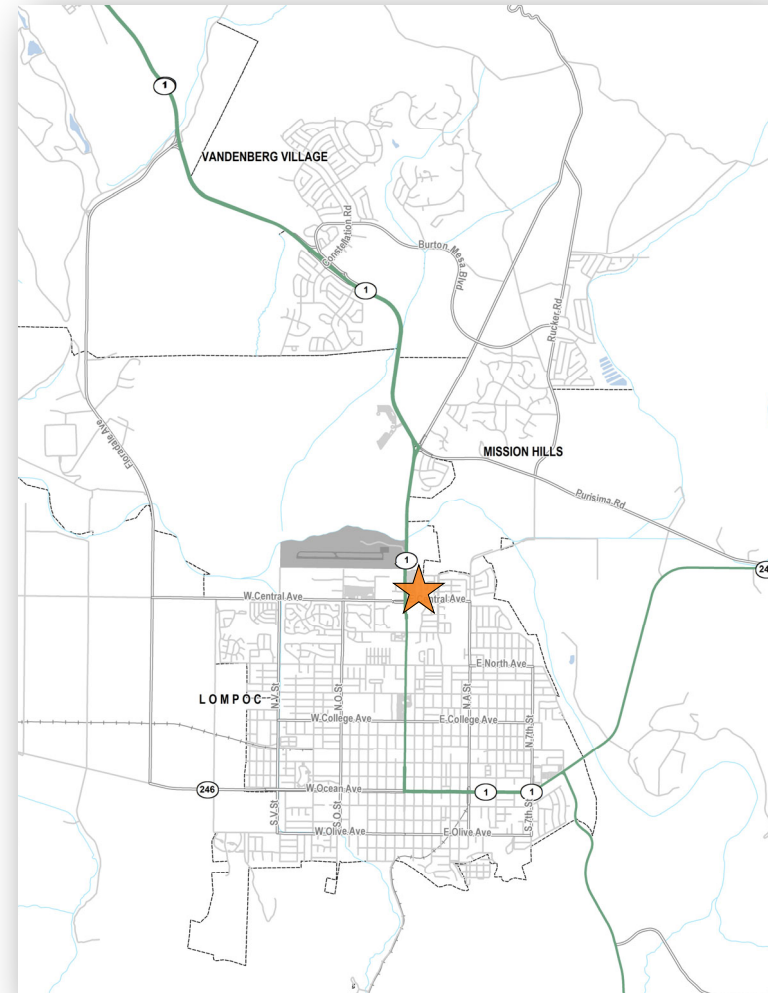 1
VANDENBERG VILLAGE
Constellation Rd
Burton Mesa Blvd
1
Rucker Rd
Floradale Ave
MISSION HILLS
Purisima Rd
1
24
W Central Ave
ntral Ave
E North Ave
LOMPOC
N V St
N O St
N A St
W College Ave
E College Ave
N 7th St
246
W Ocean Ave
1
1
S V St
S O St
S 7th St
W Olive Ave
E Olive Ave